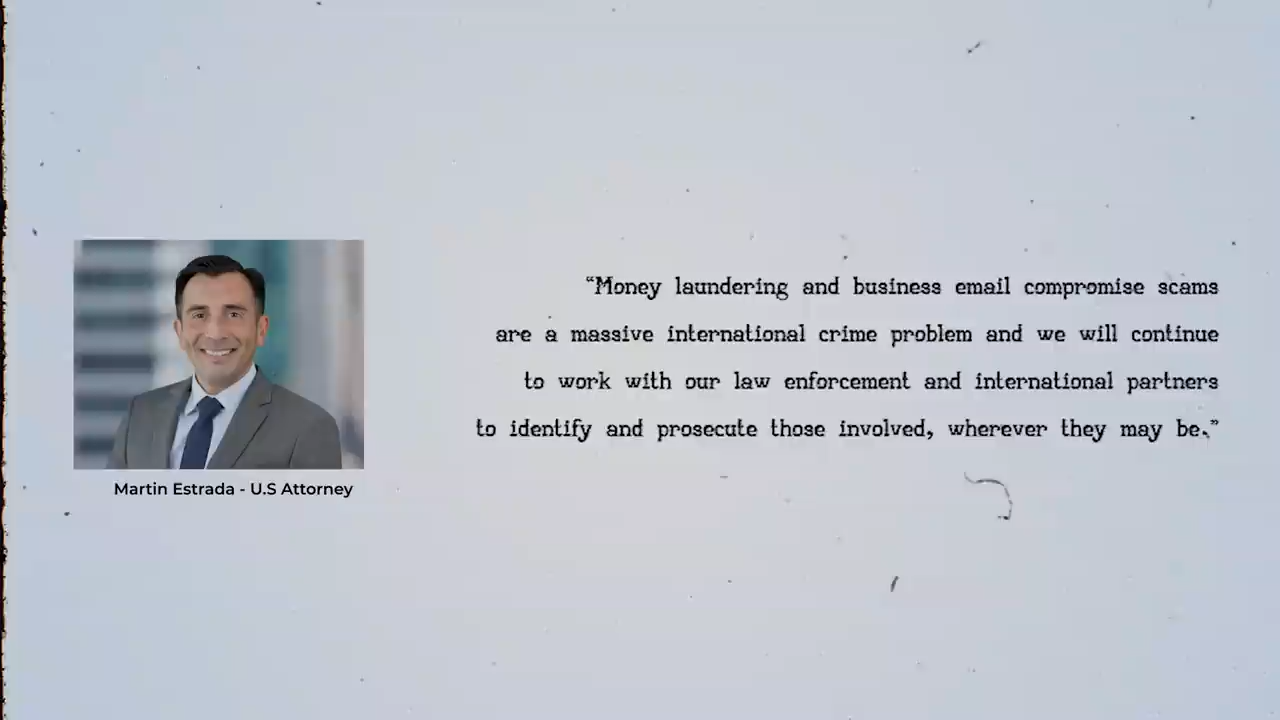 “Money laundering and business email compromise scams
are a massive international crime problem and we will continue
to work with our law enforcement and international partners
to identify and prosecute those involved, wherever they may be.”
Martin Estrada - U.S Attorney